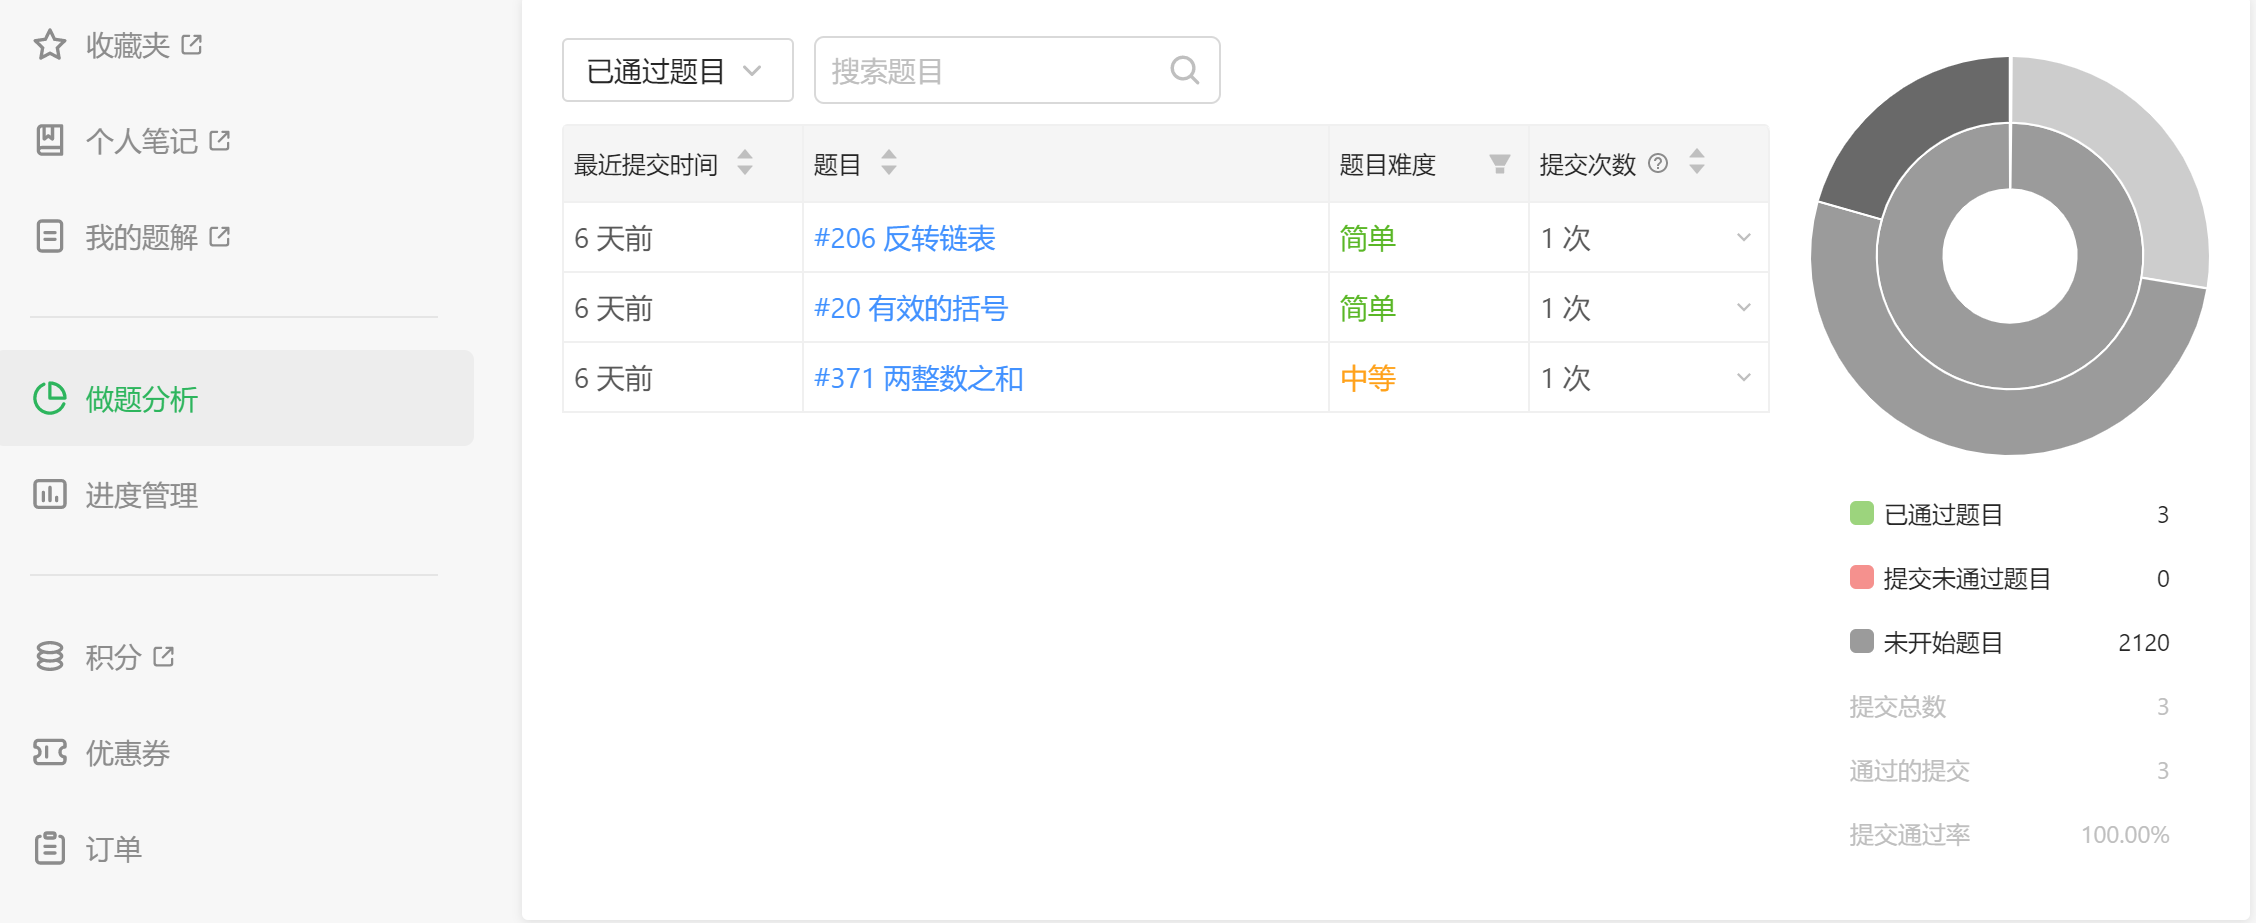 收藏夹
个人笔记
我的题解
做题分析
进度管理
积分
优惠券
订单
已通过题目
搜索题目
最近提交时间 题目 题目难度 提交次数
6 天前 #206 反转链表 简单 1 次
6 天前 #20 有效的括号 简单 1 次
6 天前 #371 两整数之和 中等 1 次
已通过题目 3
提交未通过题目 0
未开始题目 2120
提交总数 3
通过的提交 3
提交通过率 100.00%